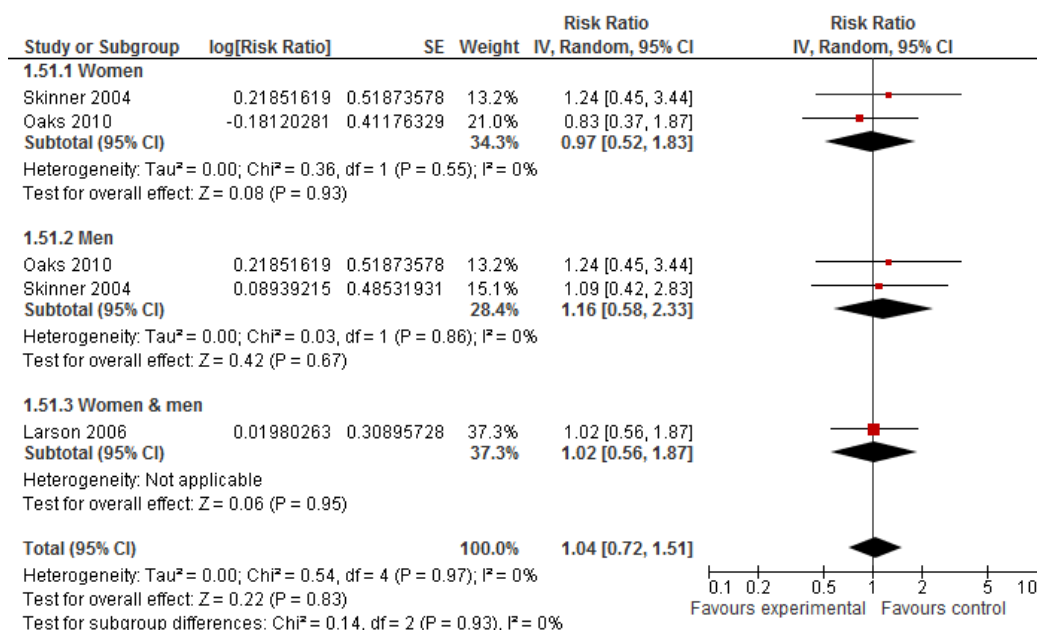 Risk Ratio Risk Ratio
Study or Subgroup log[Risk Ratio] SE Weight IV, Random, 95% CI IV, Random, 95% CI
1.51.1 Women
Skinner 2004 0.21851619 0.51873578 13.2% 1.24 [0.45, 3.44]
Oaks 2010 -0.18120281 0.41176329 21.0% 0.83 [0.37, 1.87]
Subtotal (95% CI) 34.3% 0.97 [0.52, 1.83]
Heterogeneity: Tau² = 0.00; Chi² = 0.36, df = 1 (P = 0.55); I² = 0%
Test for overall effect: Z = 0.08 (P = 0.93)
1.51.2 Men
Oaks 2010 0.21851619 0.51873578 13.2% 1.24 [0.45, 3.44]
Skinner 2004 0.08939215 0.48531931 15.1% 1.09 [0.42, 2.83]
Subtotal (95% CI) 28.4% 1.16 [0.58, 2.33]
Heterogeneity: Tau² = 0.00; Chi² = 0.03, df = 1 (P = 0.86); I² = 0%
Test for overall effect: Z = 0.42 (P = 0.67)
1.51.3 Women & men
Larson 2006 0.01980263 0.30895728 37.3% 1.02 [0.56, 1.87]
Subtotal (95% CI) 37.3% 1.02 [0.56, 1.87]
Heterogeneity: Not applicable
Test for overall effect: Z = 0.06 (P = 0.95)
Total (95% CI) 100.0% 1.04 [0.72, 1.51]
Heterogeneity: Tau² = 0.00; Chi² = 0.54, df = 4 (P = 0.97); I² = 0%
Test for overall effect: Z = 0.22 (P = 0.83)
Test for subgroup differences: Chi² = 0.14, df = 2 (P = 0.93), I² = 0%
0.1 0.2 0.5 1 2 5 10
Favours experimental Favours control